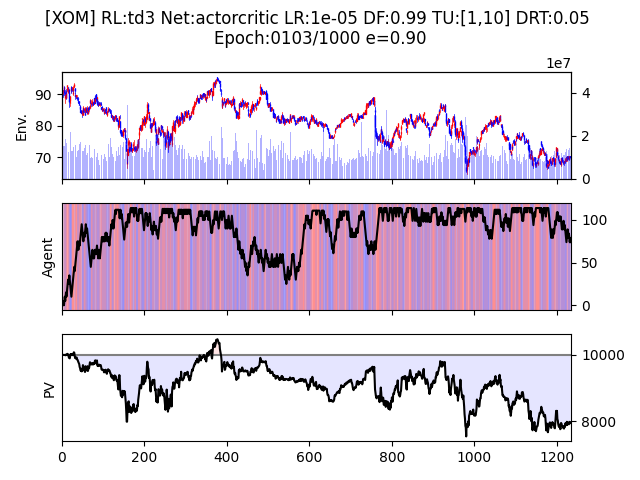 [XOM] RL:td3 Net:actorcritic LR:1e-05 DF:0.99 TU:[1,10] DRT:0.05
Epoch:0103/1000 e=0.90
1e7
90
80
70
Env.
4
2
0
Agent
100
50
0
PV
10000
8000
0 200 400 600 800 1000 1200